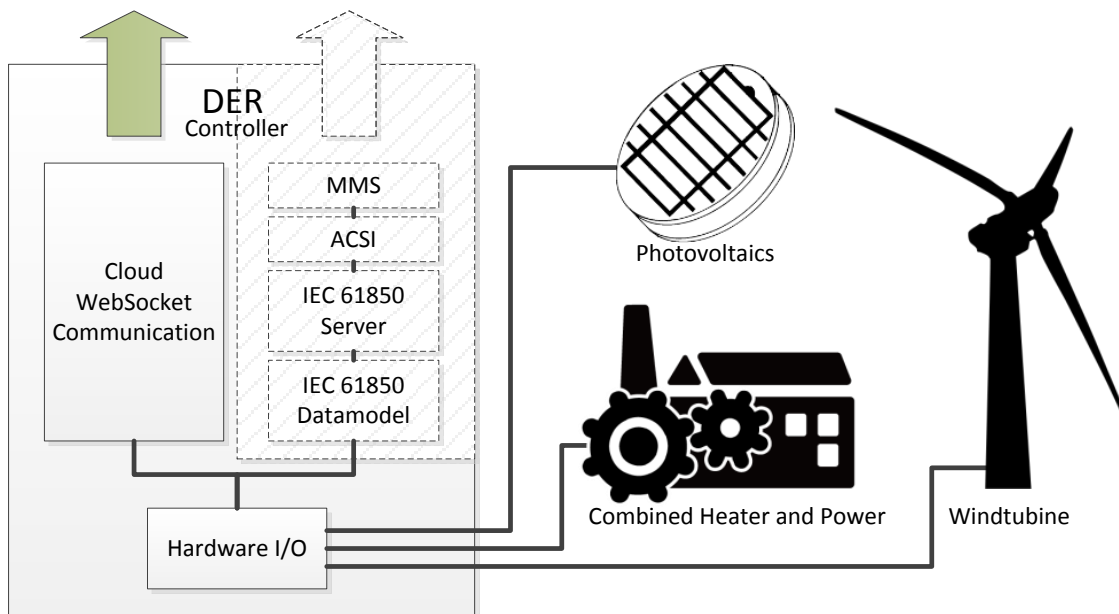 DER
Controller
MMS
ACSI
Cloud
WebSocket
Communication
IEC 61850
Server
IEC 61850
Datamodel
Hardware I/O
Photovoltaics
Combined Heater and Power
Windtubine